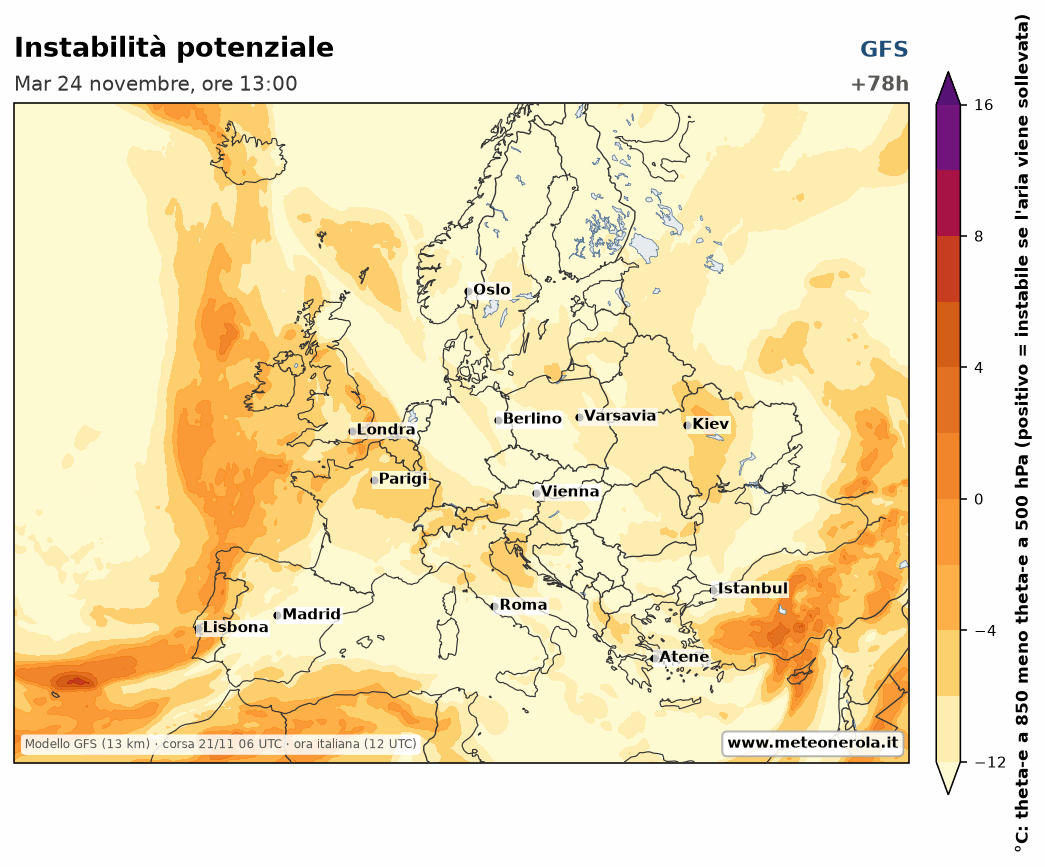 Instabilità potenziale
GFS
Mar 24 novembre, ore 13:00
+78h
Oslo
Berlino
Varsavia
Kiev
Londra
Parigi
Vienna
Istanbul
Roma
Madrid
Lisbona
Atene
Modello GFS (13 km) · corsa 21/11 06 UTC · ora italiana (12 UTC)
www.meteonerola.it
16
8
4
0
−4
−12
°C: theta-e a 850 meno theta-e a 500 hPa (positivo = instabile se l'aria viene sollevata)